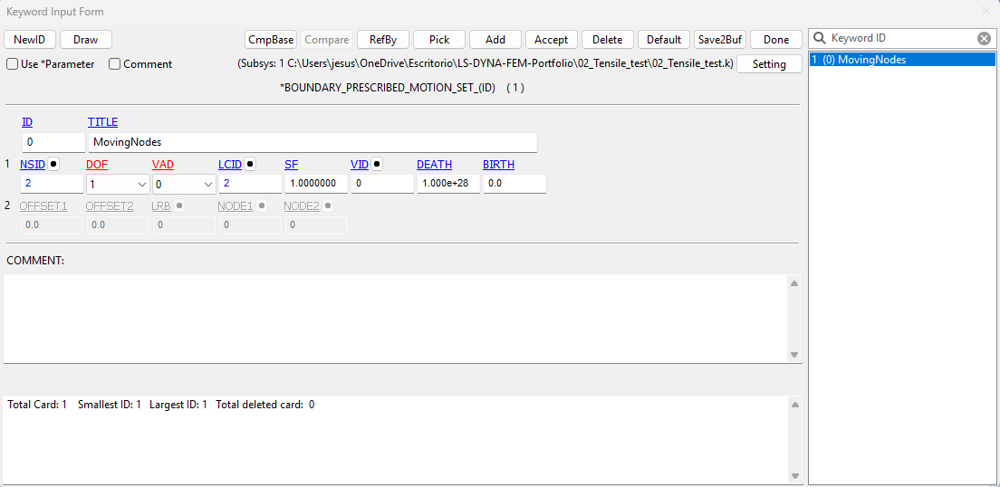 Keyword Input Form
NewID Draw CmpBase Compare RefBy Pick Add Accept Delete Default Save2Buf Done
Use *Parameter Comment (Subsys: 1 C:\Users\jesus\OneDrive\Escritorio\LS-DYNA-FEM-Portfolio\02_Tensile_test\02_Tensile_test.k) Setting
*BOUNDARY_PRESCRIBED_MOTION_SET_(ID) ( 1 )
ID TITLE
0 MovingNodes
1 NSID DOF VAD LCID SF VID DEATH BIRTH
2 1 0 2 1.0000000 0 1.000e+28 0.0
2 OFFSET1 OFFSET2 LRB NODE1 NODE2
0.0 0.0 0 0 0
COMMENT:
Total Card: 1 Smallest ID: 1 Largest ID: 1 Total deleted card: 0
Keyword ID
1 (0) MovingNodes